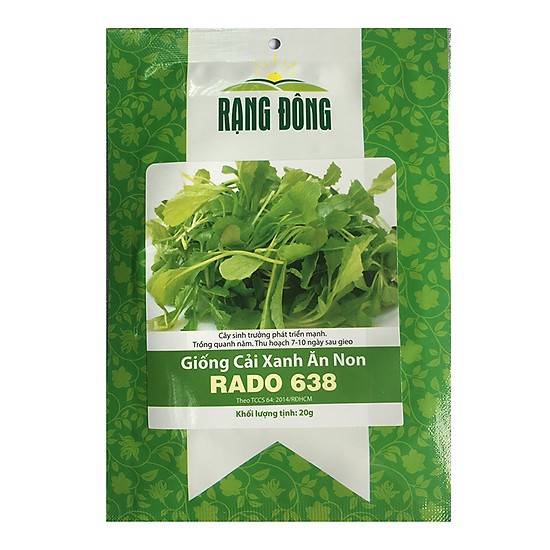 RẠNG ĐÔNG
Cây sinh trưởng phát triển mạnh.
Trồng quanh năm. Thu hoạch 7-10 ngày sau gieo
Giống Cải Xanh Ăn Non
RADO 638
Theo TCCS 64: 2014/RĐHCM
Khối lượng tịnh: 20g